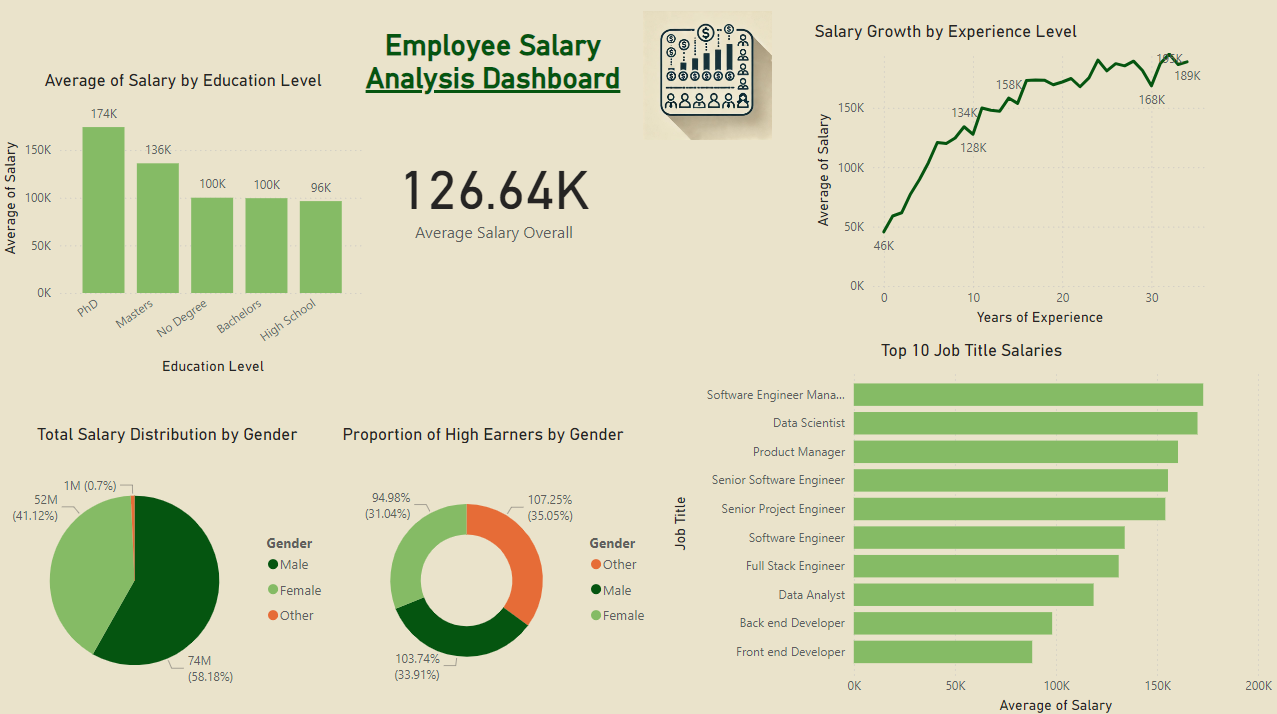 Employee Salary
Analysis Dashboard
Average of Salary by Education Level
Average of Salary
150K
100K
50K
0K
174K
136K
100K
100K
96K
PhD
Masters
No Degree
Bachelors
High School
Education Level
126.64K
Average Salary Overall
Salary Growth by Experience Level
Average of Salary
150K
100K
50K
0K
46K
134K
128K
158K
168K
189K
0
10
20
30
Years of Experience
Total Salary Distribution by Gender
1M (0.7%)
52M
(41.12%)
74M
(58.18%)
Gender
Male
Female
Other
Proportion of High Earners by Gender
94.98%
(31.04%)
107.25%
(35.05%)
103.74%
(33.91%)
Gender
Other
Male
Female
Top 10 Job Title Salaries
Job Title
Software Engineer Mana...
Data Scientist
Product Manager
Senior Software Engineer
Senior Project Engineer
Software Engineer
Full Stack Engineer
Data Analyst
Back end Developer
Front end Developer
0K
50K
100K
150K
200K
Average of Salary